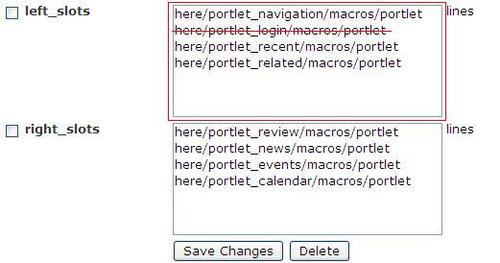 left_slots
here/portlet_navigation/macros/portlet
lines
here/portlet_login/macros/portlet
here/portlet_recent/macros/portlet
here/portlet_related/macros/portlet
right_slots
here/portlet_review/macros/portlet
lines
here/portlet_news/macros/portlet
here/portlet_events/macros/portlet
here/portlet_calendar/macros/portlet
Save Changes
Delete